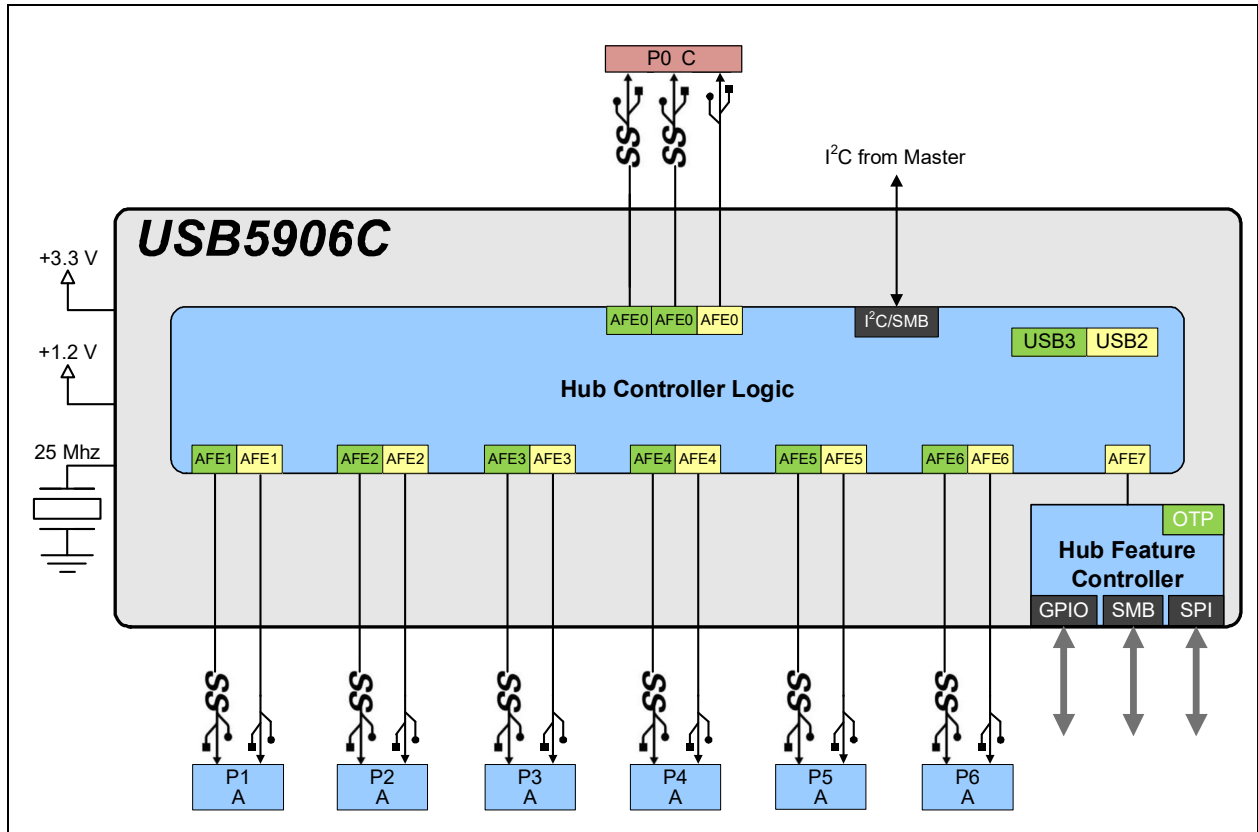 P0 C
SS SS
I²C from Master
USB5906C
+3.3 V
AFE0 AFE0 AFE0
I²C/SMB
USB3 USB2
+1.2 V
Hub Controller Logic
25 Mhz
AFE1 AFE1 AFE2 AFE2 AFE3 AFE3 AFE4 AFE4 AFE5 AFE5 AFE6 AFE6 AFE7
OTP
Hub Feature
Controller
GPIO SMB SPI
SS SS SS SS SS SS
P1
A
P2
A
P3
A
P4
A
P5
A
P6
A